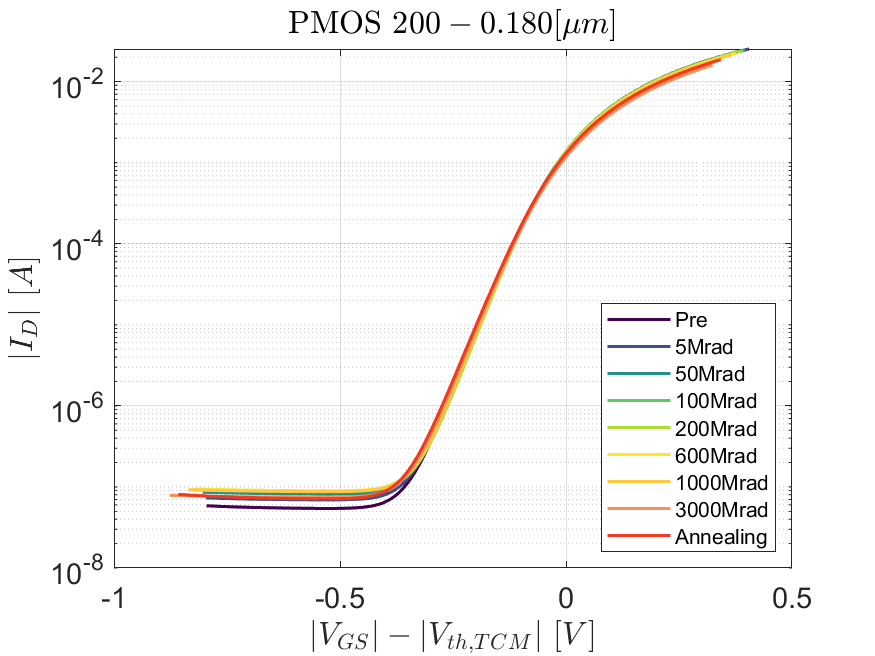 PMOS 200 − 0.180[μm]
|I_D| [A]
10^-2
10^-4
10^-6
10^-8
Pre
5Mrad
50Mrad
100Mrad
200Mrad
600Mrad
1000Mrad
3000Mrad
Annealing
-1
-0.5
0
0.5
|V_GS| − |V_th,TCM| [V]